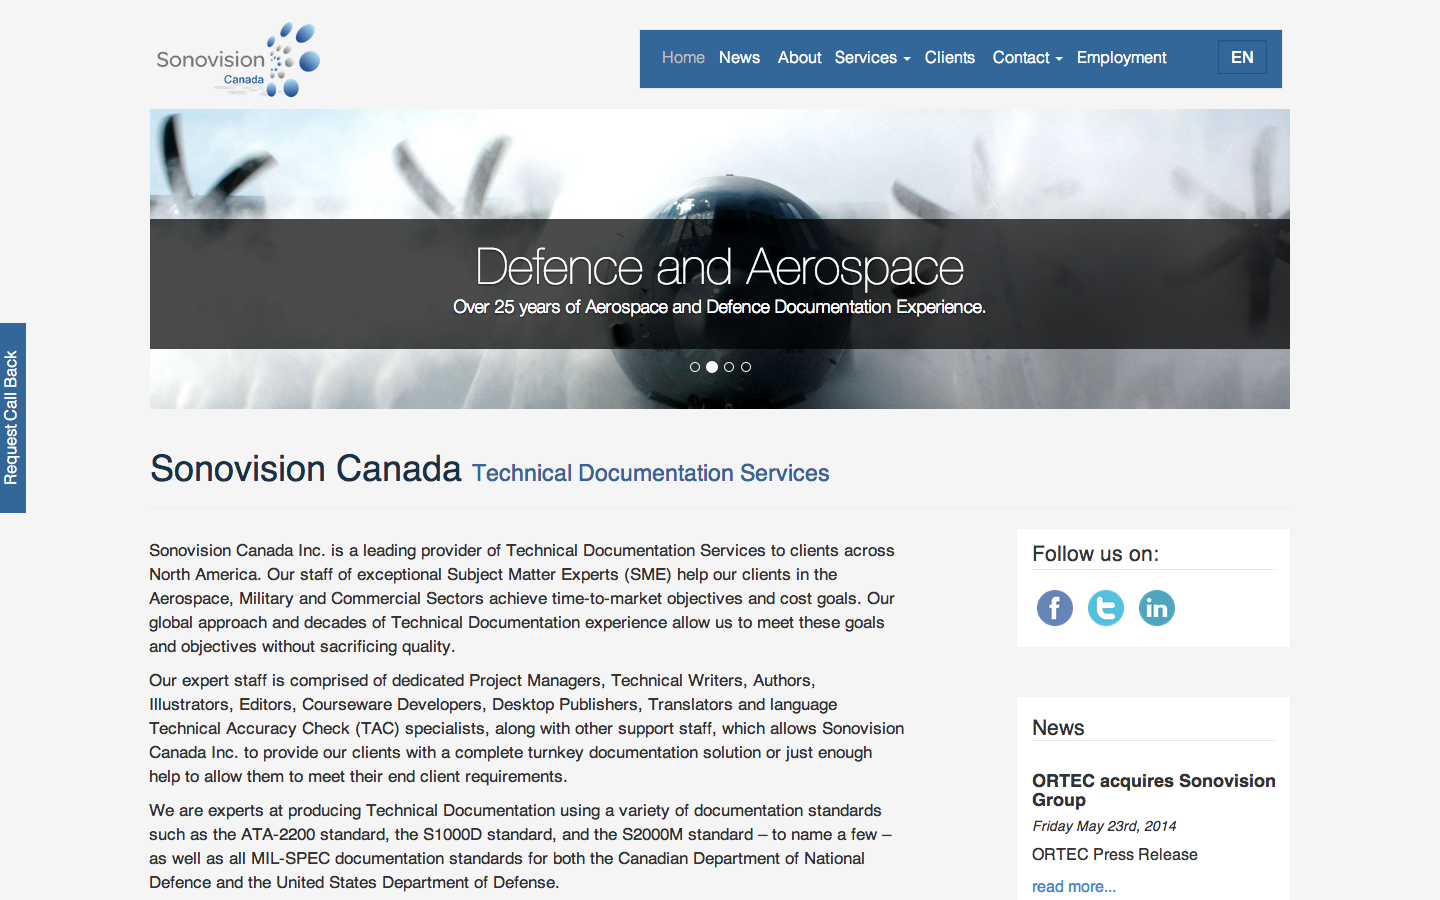 Sonovision
Canada
Home News About Services Clients Contact Employment EN
Defence and Aerospace
Over 25 years of Aerospace and Defence Documentation Experience.
Request Call Back
Sonovision Canada Technical Documentation Services
Sonovision Canada Inc. is a leading provider of Technical Documentation Services to clients across
North America. Our staff of exceptional Subject Matter Experts (SME) help our clients in the
Aerospace, Military and Commercial Sectors achieve time-to-market objectives and cost goals. Our
global approach and decades of Technical Documentation experience allow us to meet these goals
and objectives without sacrificing quality.
Our expert staff is comprised of dedicated Project Managers, Technical Writers, Authors,
Illustrators, Editors, Courseware Developers, Desktop Publishers, Translators and language
Technical Accuracy Check (TAC) specialists, along with other support staff, which allows Sonovision
Canada Inc. to provide our clients with a complete turnkey documentation solution or just enough
help to allow them to meet their end client requirements.
We are experts at producing Technical Documentation using a variety of documentation standards
such as the ATA-2200 standard, the S1000D standard, and the S2000M standard – to name a few –
as well as all MIL-SPEC documentation standards for both the Canadian Department of National
Defence and the United States Department of Defense.
Follow us on:
News
ORTEC acquires Sonovision
Group
Friday May 23rd, 2014
ORTEC Press Release
read more...